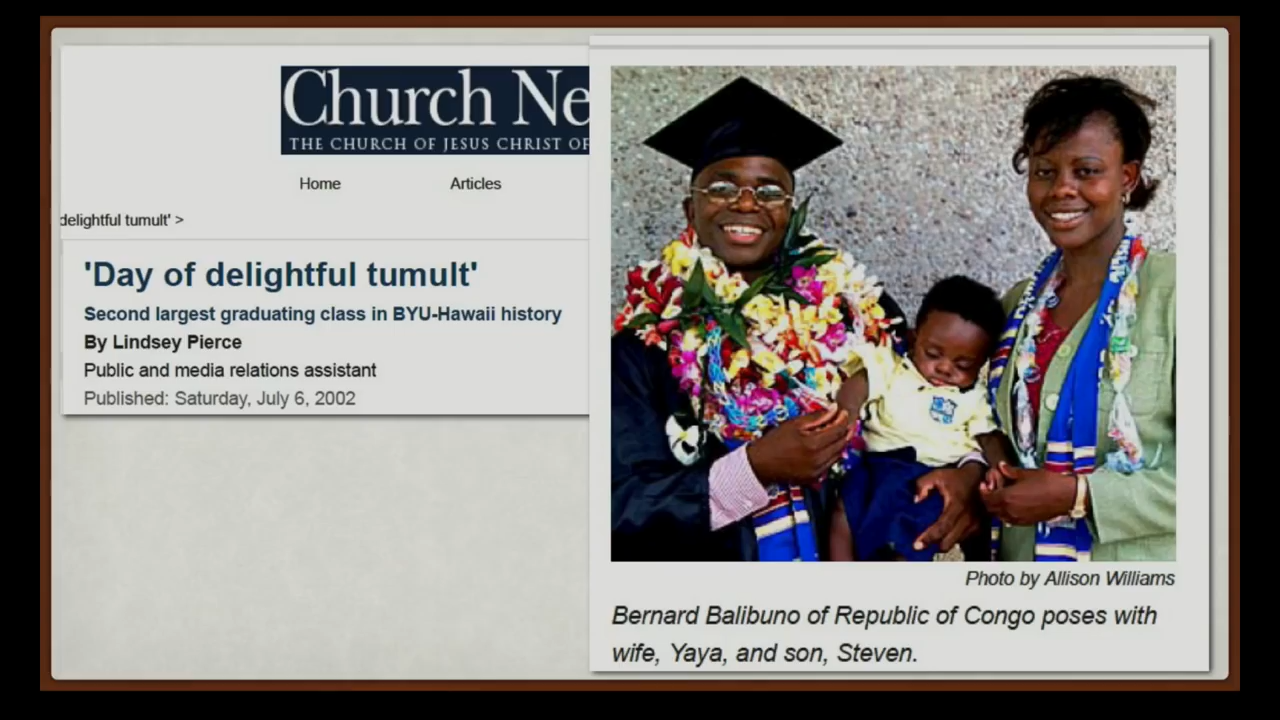 Church Ne
THE CHURCH OF JESUS CHRIST OF
Home Articles
delightful tumult' >
'Day of delightful tumult'
Second largest graduating class in BYU-Hawaii history
By Lindsey Pierce
Public and media relations assistant
Published: Saturday, July 6, 2002
Photo by Allison Williams
Bernard Balibuno of Republic of Congo poses with
wife, Yaya, and son, Steven.